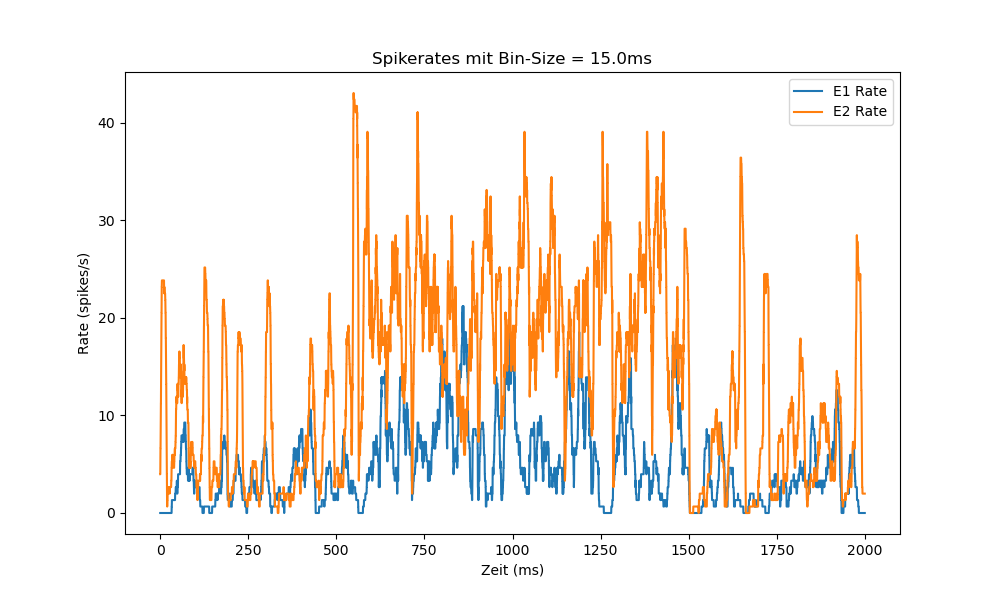 Spikerates mit Bin-Size = 15.0ms
E1 Rate
E2 Rate
Rate (spikes/s)
40
30
20
10
0
0 250 500 750 1000 1250 1500 1750 2000
Zeit (ms)